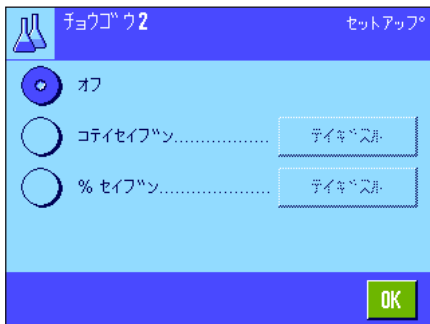 チョウゴウ2 セットアップ
オフ
コテイセイブン.................. テイギスル
% セイブン..................... テイギスル
OK